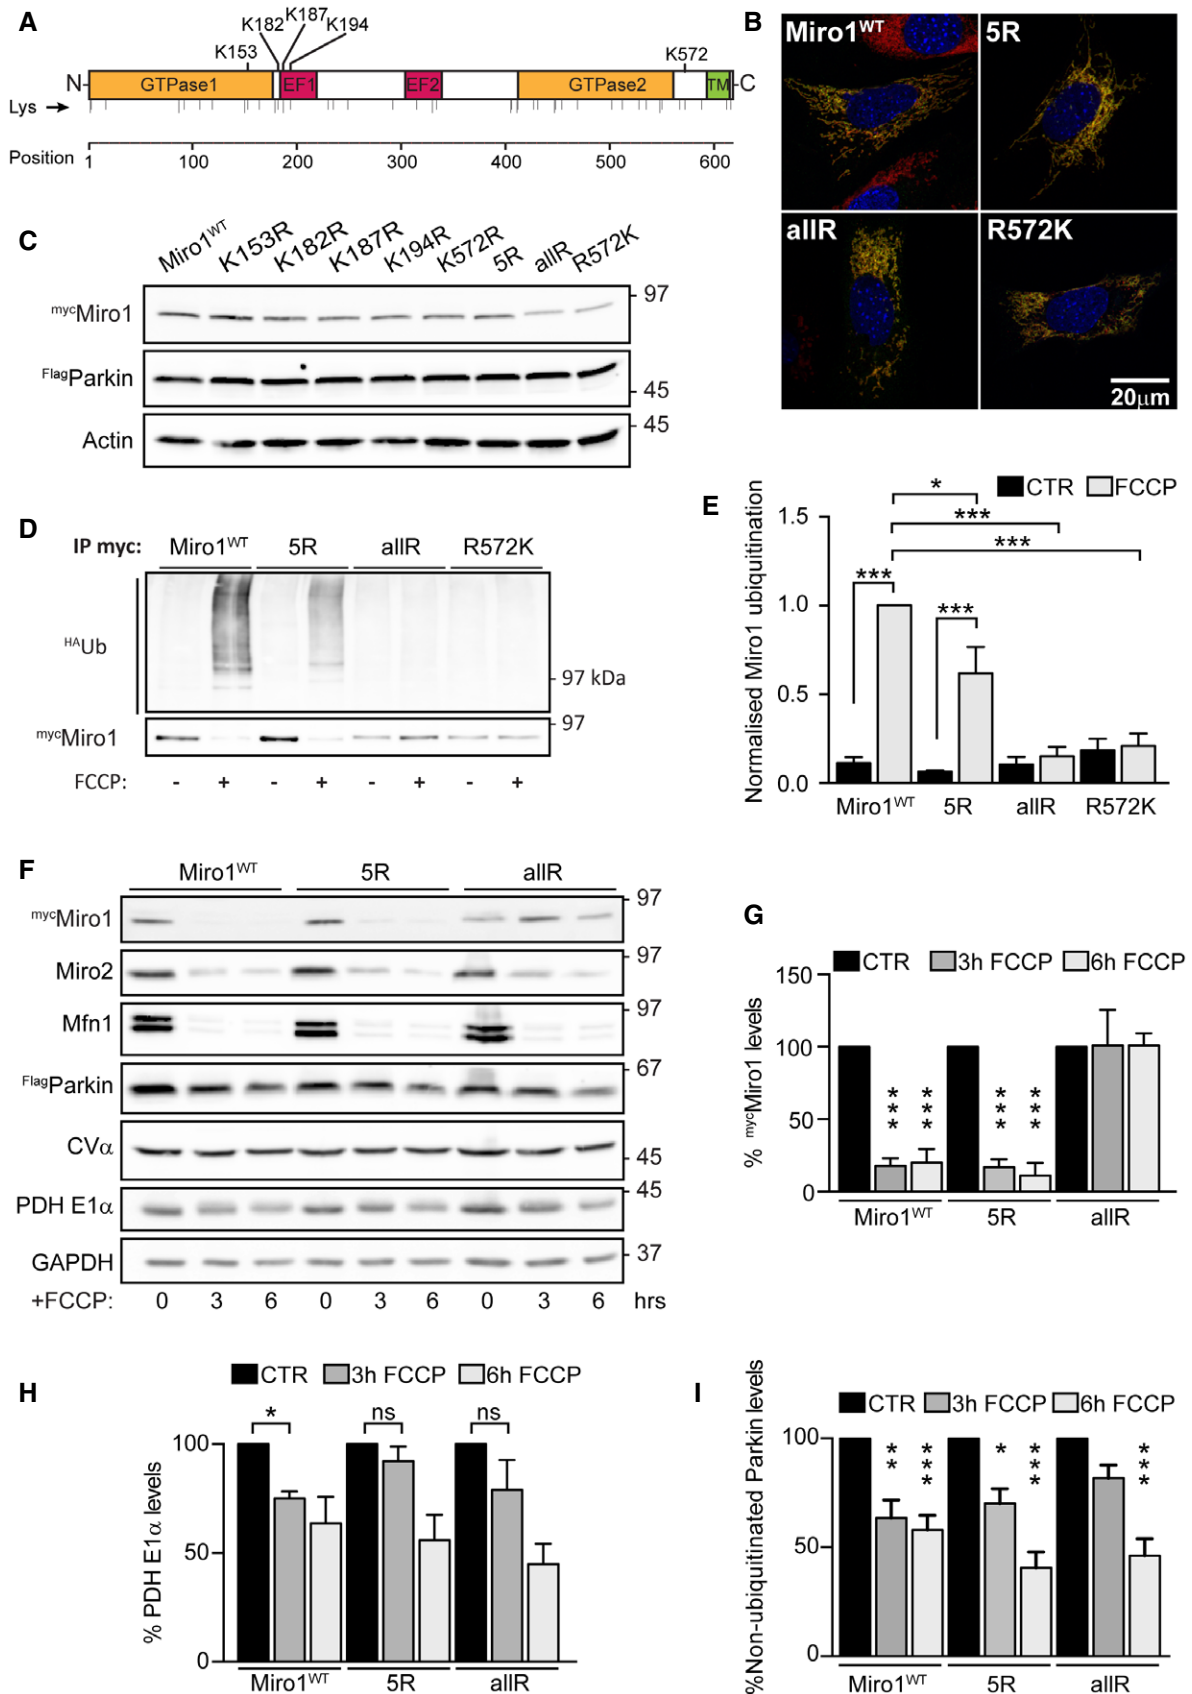 A
K153
K182
K187
K194
K572
N
GTPase1
EF1
EF2
GTPase2
TM
C
Lys
Position
1 100 200 300 400 500 600
B
Miro1WT
5R
allR
R572K
20μm
C
Miro1WT K153R K182R K187R K194R K572R 5R allR R572K
mycMiro1
97
FlagParkin
45
Actin
45
D
IP myc: Miro1WT 5R allR R572K
HAUb
97 kDa
mycMiro1
97
FCCP: - + - + - + - +
E
CTR FCCP
Normalised Miro1 ubiquitination
1.5
1.0
0.5
0.0
* *** *** *** ***
Miro1WT 5R allR R572K
F
Miro1WT 5R allR
mycMiro1 97
Miro2 97
Mfn1 97
FlagParkin 67
CVα 45
PDH E1α 45
GAPDH 37
+FCCP: 0 3 6 0 3 6 0 3 6 hrs
G
CTR 3h FCCP 6h FCCP
% mycMiro1 levels
150
100
50
0
*** *** *** ***
Miro1WT 5R allR
H
CTR 3h FCCP 6h FCCP
% PDH E1α levels
100
50
0
* ns ns
Miro1WT 5R allR
I
CTR 3h FCCP 6h FCCP
%Non-ubiquitinated Parkin levels
100
50
0
** *** * *** ***
Miro1WT 5R allR